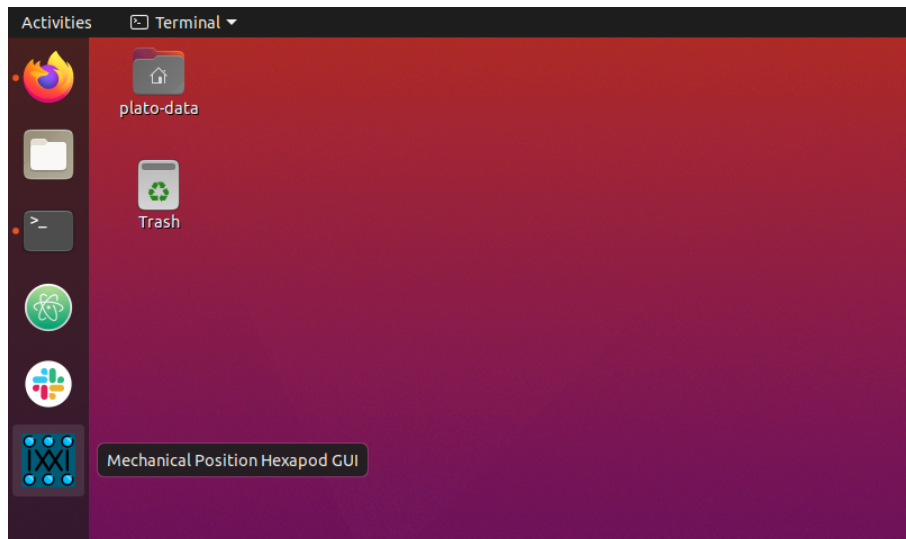 Activities
Terminal
plato-data
Trash
>_
Mechanical Position Hexapod GUI